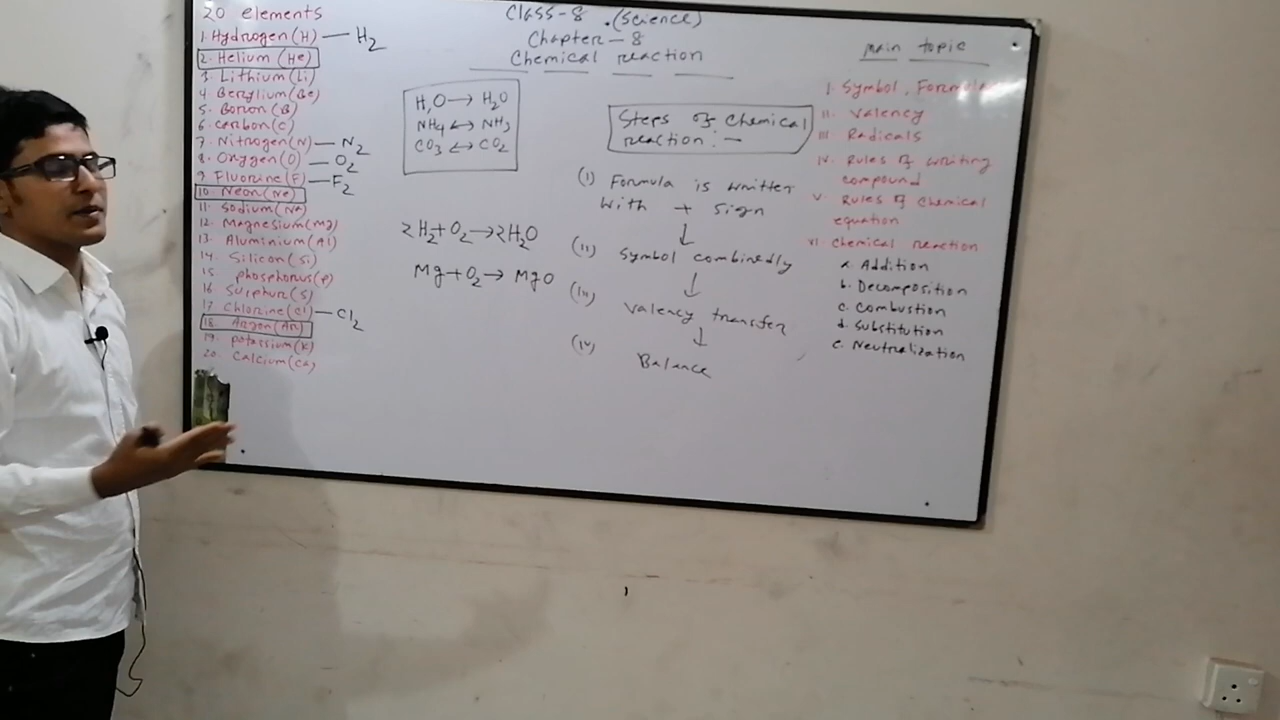 20 elements
1. Hydrogen (H) — H2
2. Helium (He)
3. Lithium (Li)
4. Berylium (Be)
5. Boron (B)
6. Carbon (C)
7. Nitrogen (N) — N2
8. Oxygen (O) — O2
9. Fluorine (F) — F2
10. Neon (Ne)
11. Sodium (Na)
12. Magnesium (Mg)
13. Aluminium (Al)
14. Silicon (Si)
15. phosphorus (P)
16. Sulphur (S)
17. Chlorine (Cl) — Cl2
18. Argon (Ar)
19. potassium (K)
20. Calcium (Ca)
Class-8 (Science)
Chapter-8
Chemical reaction
H, O → H2O
NH4 ↔ NH3
CO3 ↔ CO2
2H2 + O2 → 2H2O
Mg + O2 → MgO
Steps of Chemical
reaction : —
(i) Formula is written
with + sign
↓
(ii) Symbol combinedly
↓
(iii) Valency transfer
↓
(iv) Balance
main topic
I. Symbol, Formula
II. Valency
III. Radicals
IV. Rules of writing
compound
V. Rules of Chemical
equation
VI. Chemical reaction
a. Addition
b. Decomposition
c. Combustion
d. Substitution
e. Neutralization